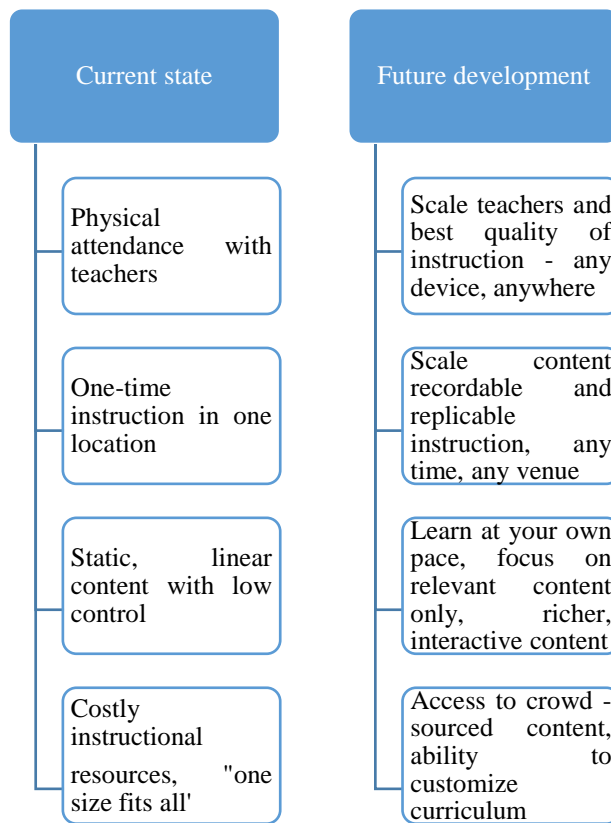 Current state
Physical
attendance with
teachers
One-time
instruction in one
location
Static, linear
content with low
control
Costly
instructional
resources, "one
size fits all'
Future development
Scale teachers and
best quality of
instruction - any
device, anywhere
Scale content
recordable and
replicable
instruction, any
time, any venue
Learn at your own
pace, focus on
relevant content
only, richer,
interactive content
Access to crowd -
sourced content,
ability to
customize
curriculum